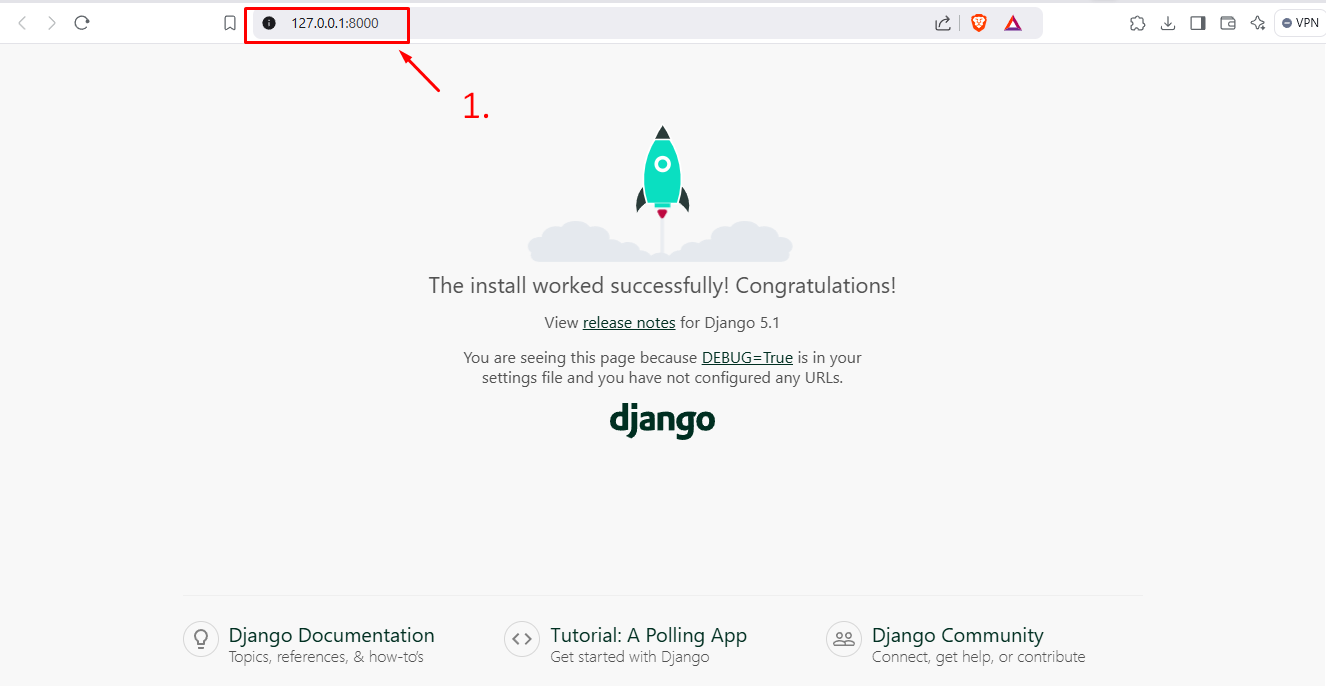 127.0.0.1:8000
VPN
1.
The install worked successfully! Congratulations!
View release notes for Django 5.1
You are seeing this page because DEBUG=True is in your
settings file and you have not configured any URLs.
django
Django Documentation
Topics, references, & how-to's
Tutorial: A Polling App
Get started with Django
Django Community
Connect, get help, or contribute